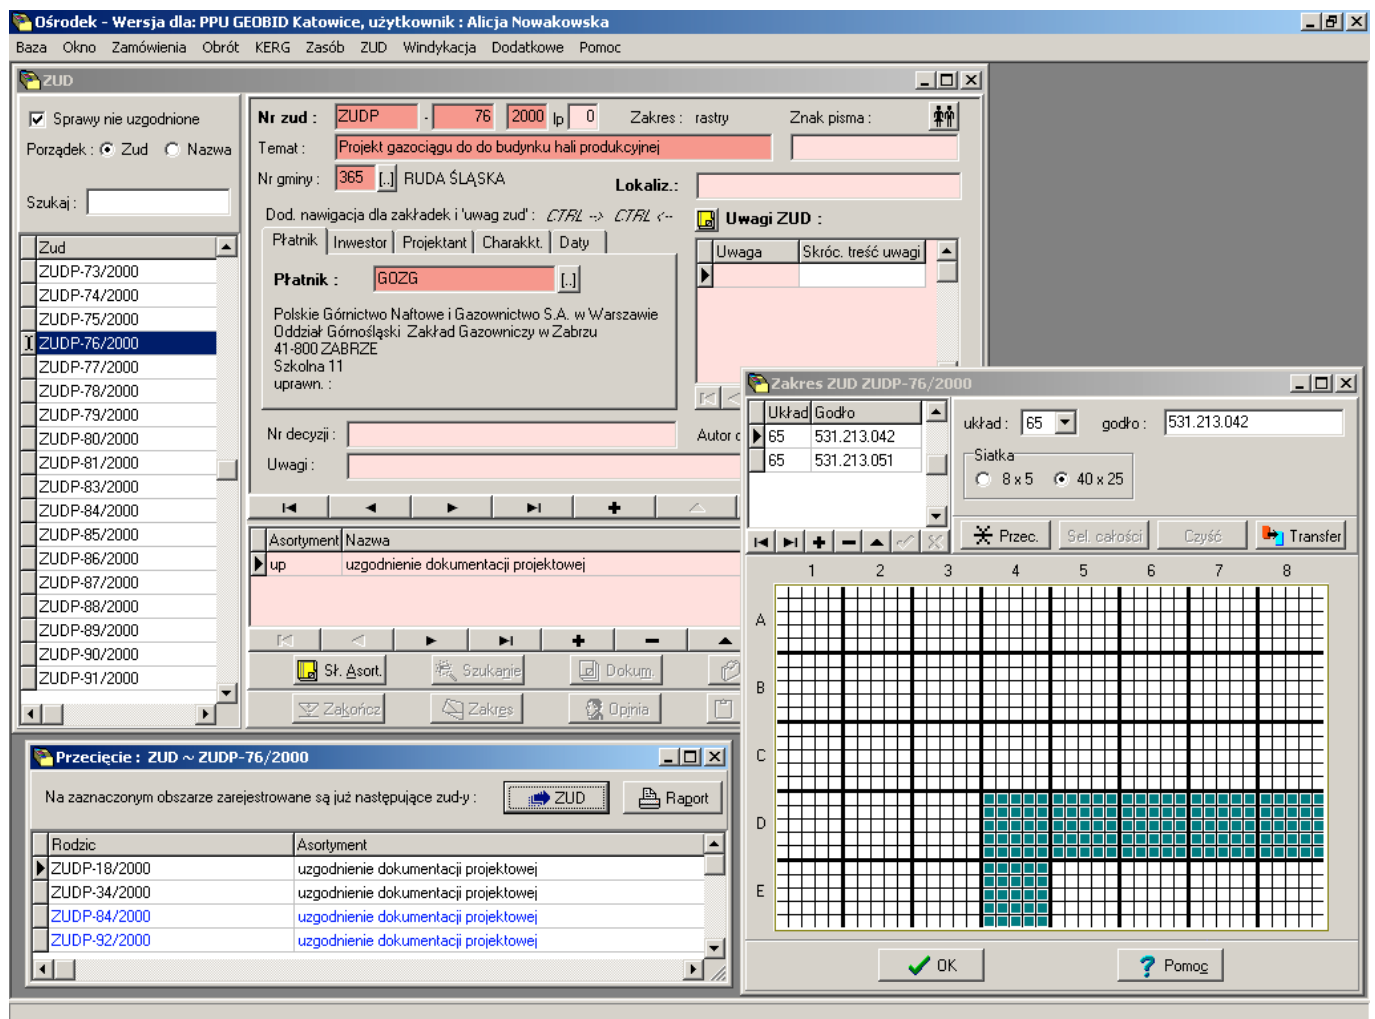 Ośrodek - Wersja dla: PPU GEOBID Katowice, użytkownik : Alicja Nowakowska
Baza Okno Zamówienia Obrót KERG Zasób ZUD Windykacja Dodatkowe Pomoc
ZUD
Sprawy nie uzgodnione
Porządek : Zud Nazwa
Szukaj :
Zud
ZUDP-73/2000
ZUDP-74/2000
ZUDP-75/2000
ZUDP-76/2000
ZUDP-77/2000
ZUDP-78/2000
ZUDP-79/2000
ZUDP-80/2000
ZUDP-81/2000
ZUDP-83/2000
ZUDP-84/2000
ZUDP-85/2000
ZUDP-86/2000
ZUDP-87/2000
ZUDP-88/2000
ZUDP-89/2000
ZUDP-90/2000
ZUDP-91/2000
Nr zud : ZUDP - 76 2000 lp 0 Zakres : rastry Znak pisma :
Temat : Projekt gazociągu do do budynku hali produkcyjnej
Nr gminy : 365 [..] RUDA ŚLĄSKA Lokaliz.:
Dod. nawigacja dla zakładek i 'uwag zud' : CTRL --> CTRL <--
Uwagi ZUD :
Płatnik Inwestor Projektant Charakkt. Daty
Uwaga Skróc. treść uwagi
Płatnik : GOZG [..]
Polskie Górnictwo Naftowe i Gazownictwo S.A. w Warszawie
Oddział Górnośląski Zakład Gazowniczy w Zabrzu
41-800 ZABRZE
Szkolna 11
uprawn. :
Nr decyzji : Autor
Uwagi :
Asortyment Nazwa
up uzgodnienie dokumentacji projektowej
Sł. Asort. Szukanie Dokum.
Zakończ Zakres Opinia
Zakres ZUD ZUDP-76/2000
Układ Godło
65 531.213.042
65 531.213.051
układ : 65 godło : 531.213.042
Siatka
8 x 5 40 x 25
Przec. Sel. całości Czyść Transfer
1 2 3 4 5 6 7 8
A
B
C
D
E
OK Pomoc
Przecięcie : ZUD ~ ZUDP-76/2000
Na zaznaczonym obszarze zarejestrowane są już następujące zud-y : ZUD Raport
Rodzic Asortyment
ZUDP-18/2000 uzgodnienie dokumentacji projektowej
ZUDP-34/2000 uzgodnienie dokumentacji projektowej
ZUDP-84/2000 uzgodnienie dokumentacji projektowej
ZUDP-92/2000 uzgodnienie dokumentacji projektowej